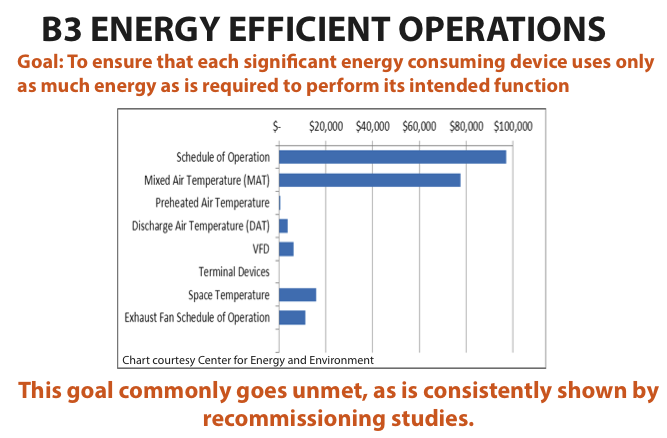 B3 ENERGY EFFICIENT OPERATIONS
Goal: To ensure that each significant energy consuming device uses only
as much energy as is required to perform its intended function
$- $20,000 $40,000 $60,000 $80,000 $100,000
Schedule of Operation
Mixed Air Temperature (MAT)
Preheated Air Temperature
Discharge Air Temperature (DAT)
VFD
Terminal Devices
Space Temperature
Exhaust Fan Schedule of Operation
Chart courtesy Center for Energy and Environment
This goal commonly goes unmet, as is consistently shown by
recommissioning studies.